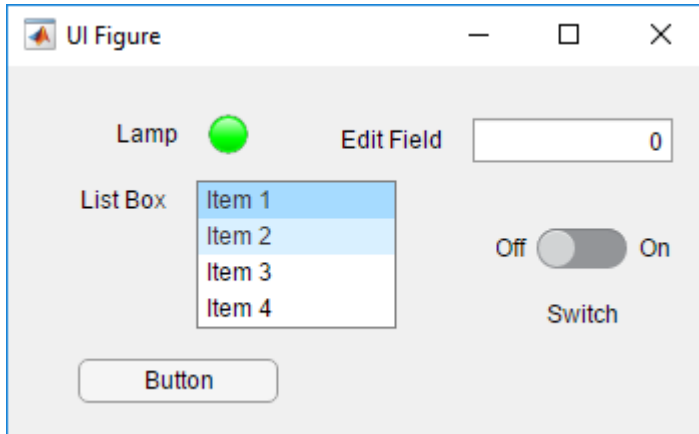 UI Figure
Lamp
Edit Field
0
List Box
Item 1
Item 2
Item 3
Item 4
Off
On
Switch
Button